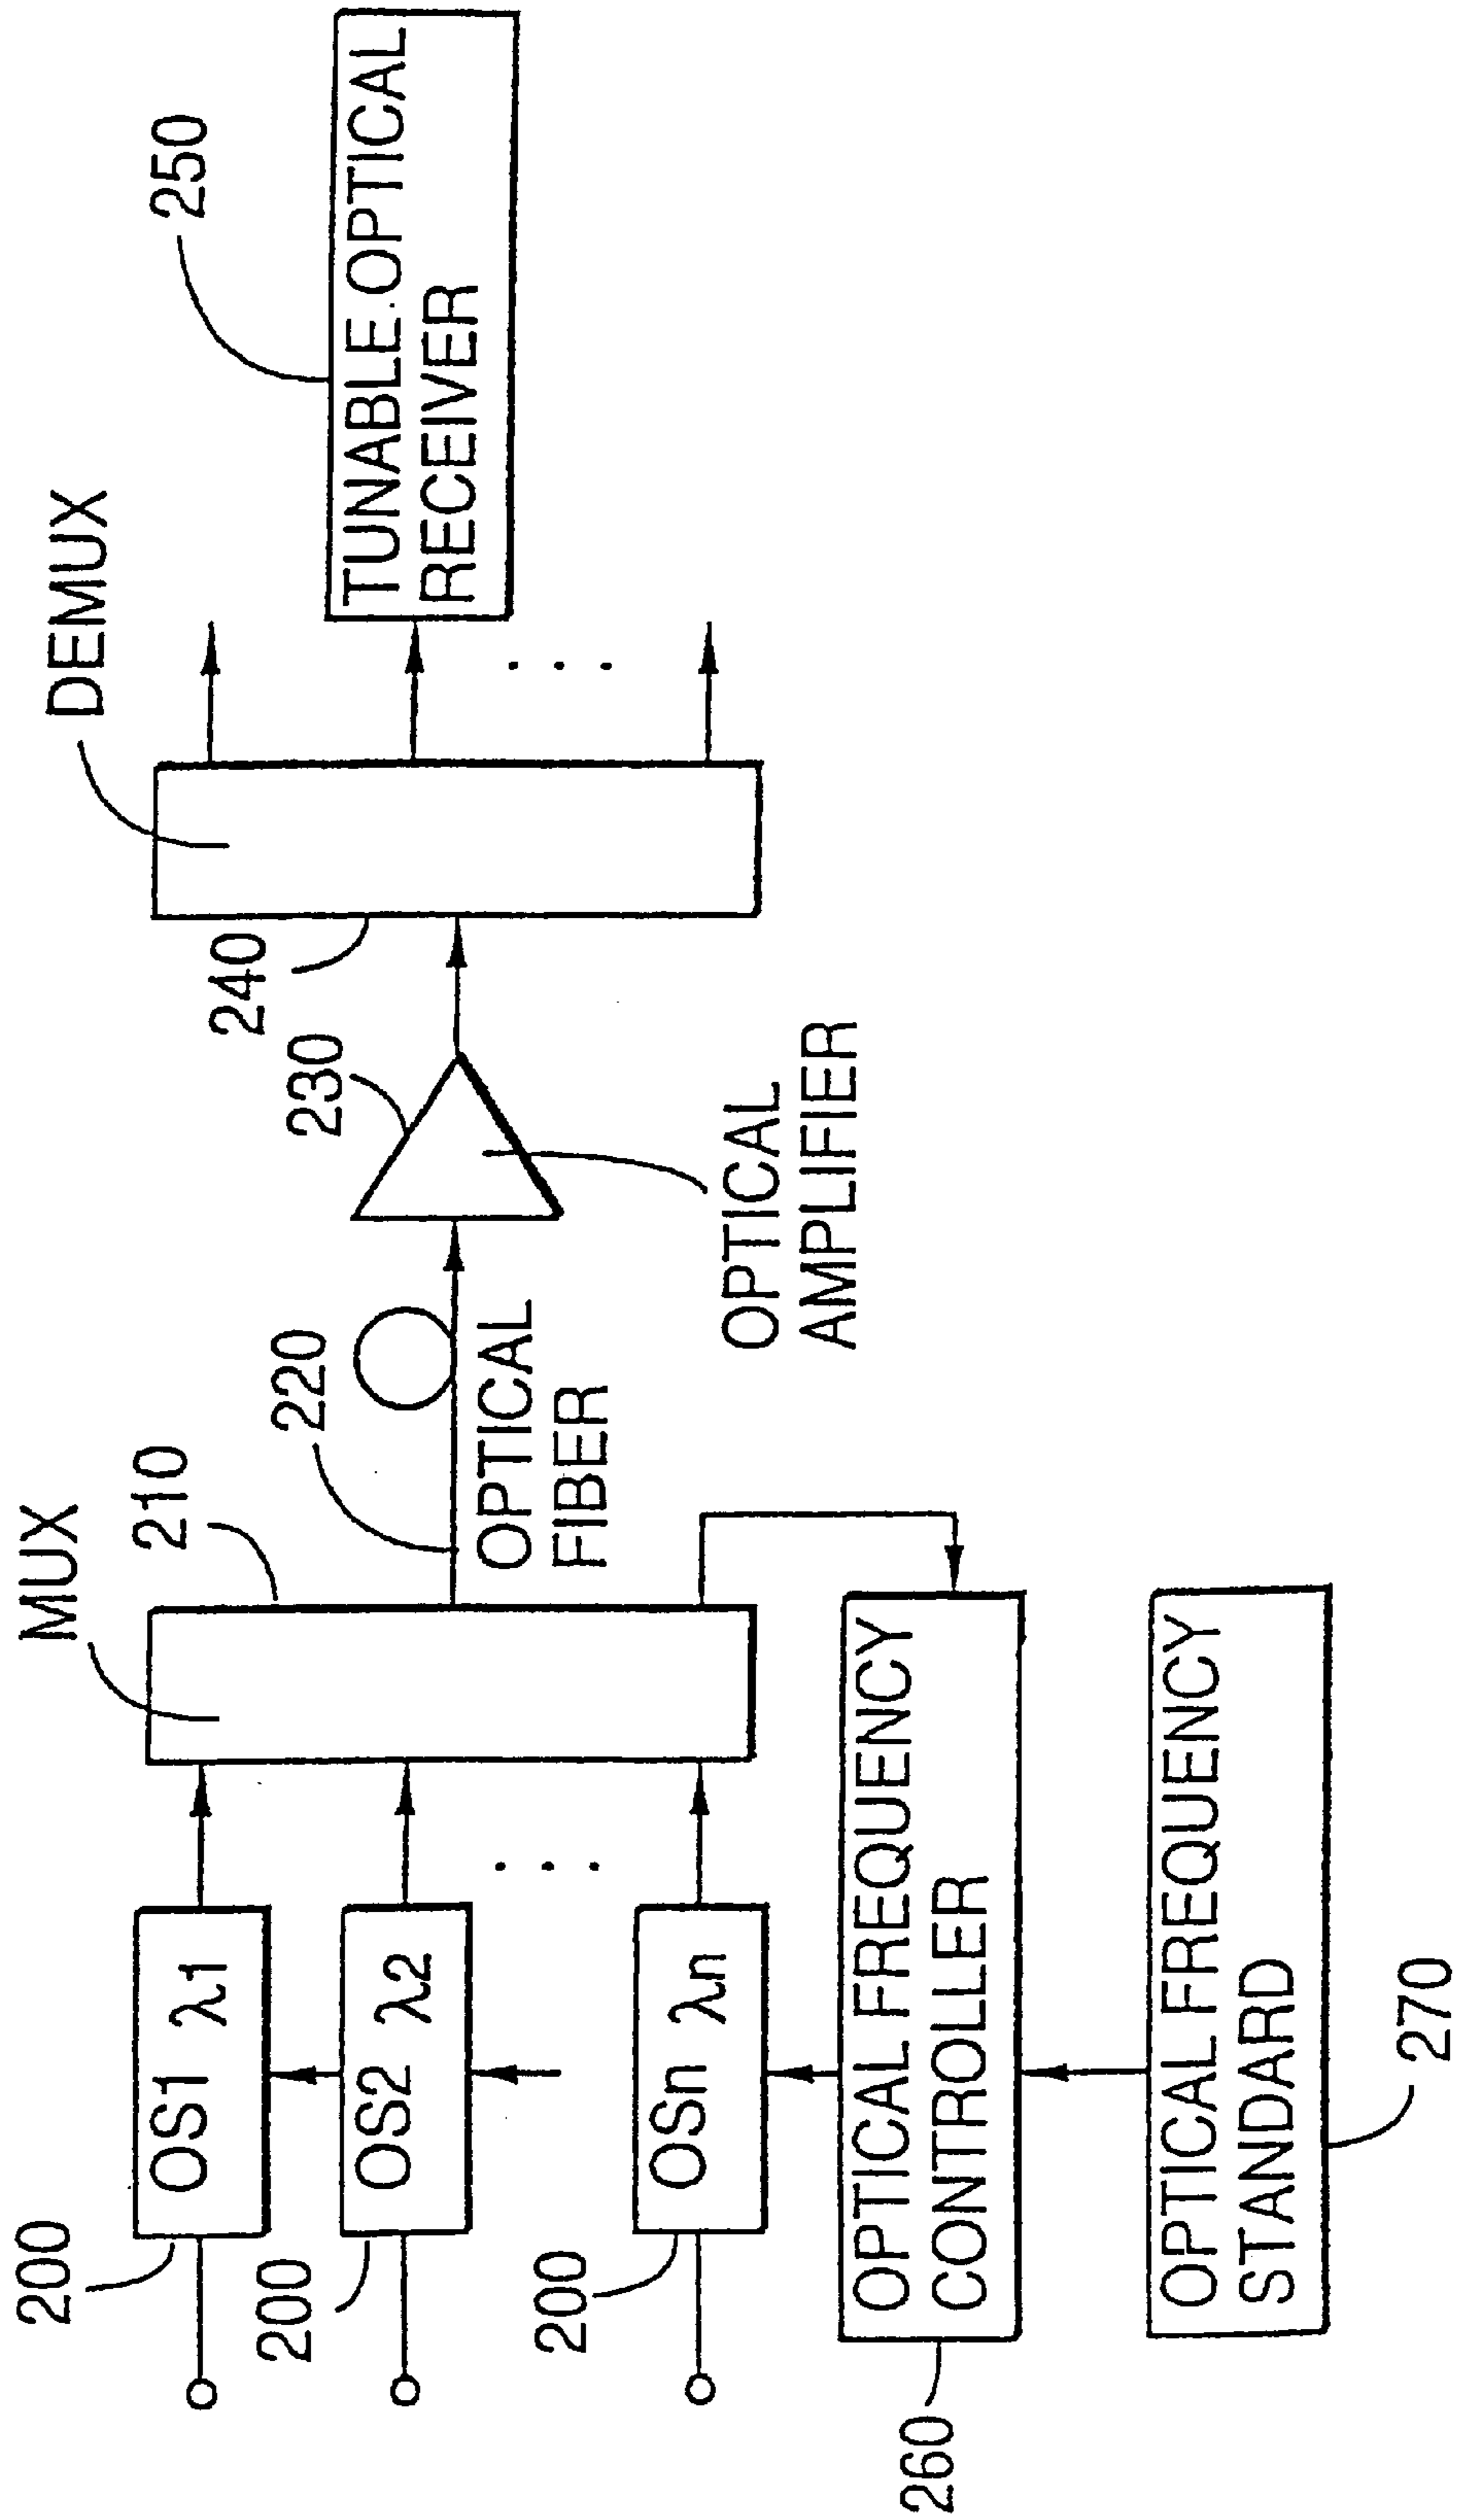 MUX
DEMUX
200
210
250
OS1 λ1
240
220
230
200
OS2 λ2
TUNABLE.OPTICAL
RECEIVER
OPTICAL
FIBER
200
OSn λn
OPTICAL
AMPLIFIER
OPTICAL FREQUENCY
CONTROLLER
260
OPTICAL FREQUENCY
STANDARD
270